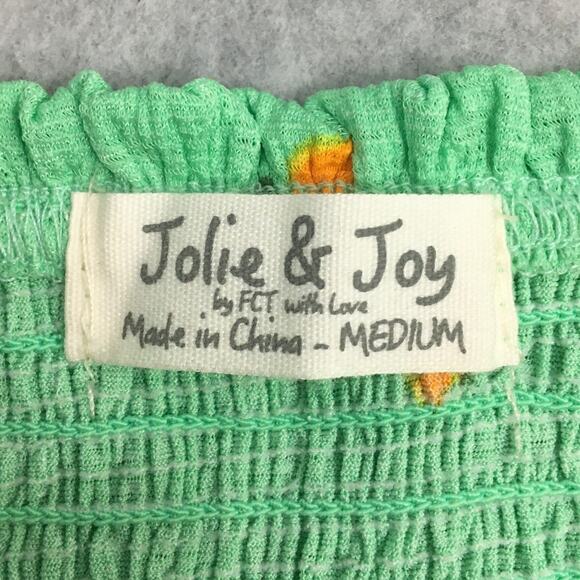 Jolie & Joy
by FCT with Love
Made in China - MEDIUM